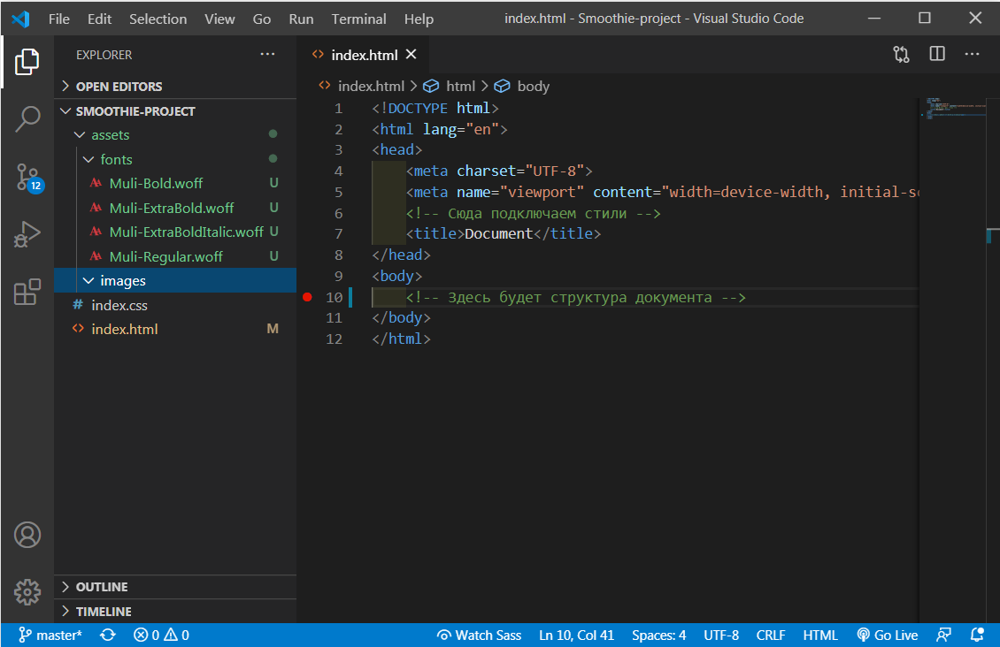 File Edit Selection View Go Run Terminal Help index.html - Smoothie-project - Visual Studio Code
EXPLORER
OPEN EDITORS
SMOOTHIE-PROJECT
assets
fonts
Muli-Bold.woff U
Muli-ExtraBold.woff U
Muli-ExtraBoldItalic.woff U
Muli-Regular.woff U
images
# index.css
<> index.html M
OUTLINE
TIMELINE
12
<> index.html
<> index.html > html > body
1 <!DOCTYPE html>
2 <html lang="en">
3 <head>
4 <meta charset="UTF-8">
5 <meta name="viewport" content="width=device-width, initial-sc
6 <!-- Сюда подключаем стили -->
7 <title>Document</title>
8 </head>
9 <body>
10 <!-- Здесь будет структура документа -->
11 </body>
12 </html>
master* 0 0 Watch Sass Ln 10, Col 41 Spaces: 4 UTF-8 CRLF HTML Go Live